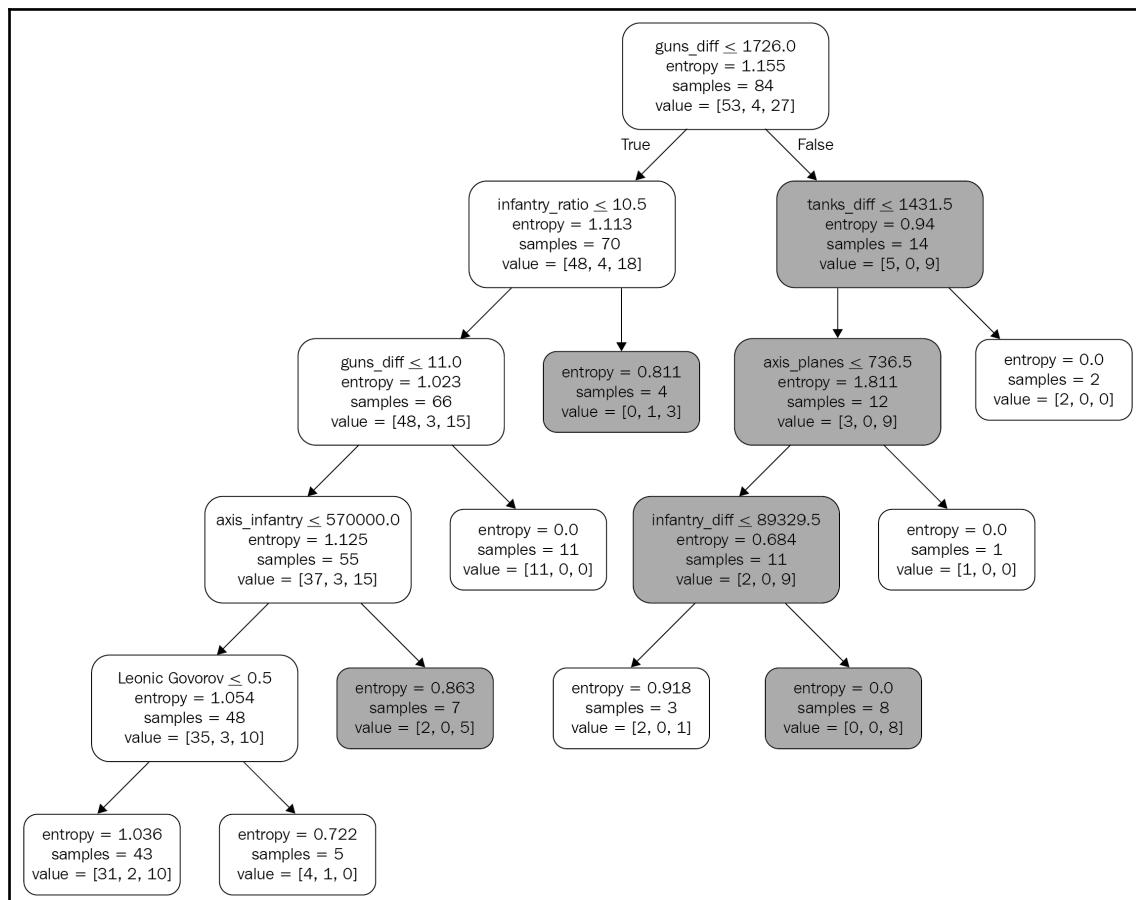 guns_diff ≤ 1726.0
entropy = 1.155
samples = 84
value = [53, 4, 27]
True
False
infantry_ratio ≤ 10.5
entropy = 1.113
samples = 70
value = [48, 4, 18]
tanks_diff ≤ 1431.5
entropy = 0.94
samples = 14
value = [5, 0, 9]
guns_diff ≤ 11.0
entropy = 1.023
samples = 66
value = [48, 3, 15]
entropy = 0.811
samples = 4
value = [0, 1, 3]
axis_planes ≤ 736.5
entropy = 1.811
samples = 12
value = [3, 0, 9]
entropy = 0.0
samples = 2
value = [2, 0, 0]
axis_infantry ≤ 570000.0
entropy = 1.125
samples = 55
value = [37, 3, 15]
entropy = 0.0
samples = 11
value = [11, 0, 0]
infantry_diff ≤ 89329.5
entropy = 0.684
samples = 11
value = [2, 0, 9]
entropy = 0.0
samples = 1
value = [1, 0, 0]
Leonic Govorov ≤ 0.5
entropy = 1.054
samples = 48
value = [35, 3, 10]
entropy = 0.863
samples = 7
value = [2, 0, 5]
entropy = 0.918
samples = 3
value = [2, 0, 1]
entropy = 0.0
samples = 8
value = [0, 0, 8]
entropy = 1.036
samples = 43
value = [31, 2, 10]
entropy = 0.722
samples = 5
value = [4, 1, 0]